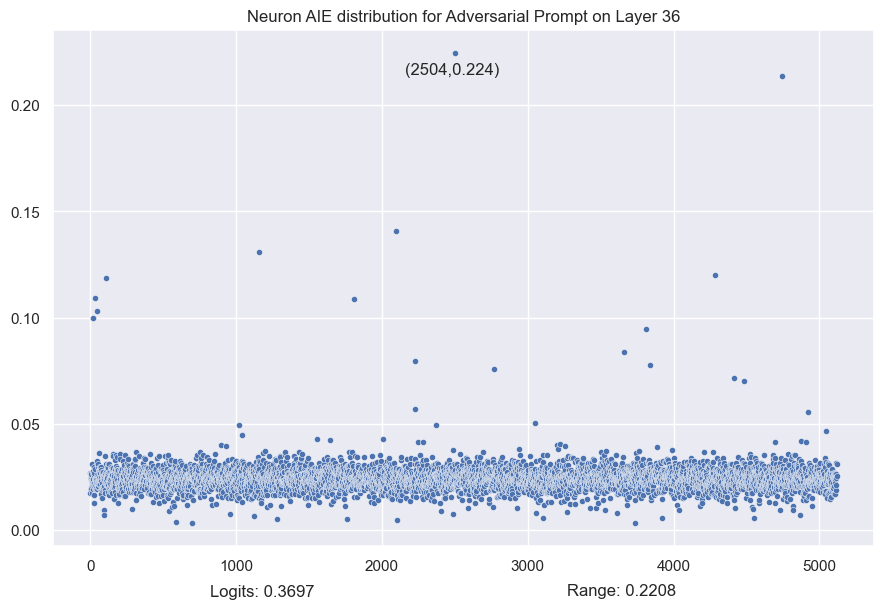 Neuron AIE distribution for Adversarial Prompt on Layer 36
(2504,0.224)
0.20
0.15
0.10
0.05
0.00
0 1000 2000 3000 4000 5000
Logits: 0.3697 Range: 0.2208